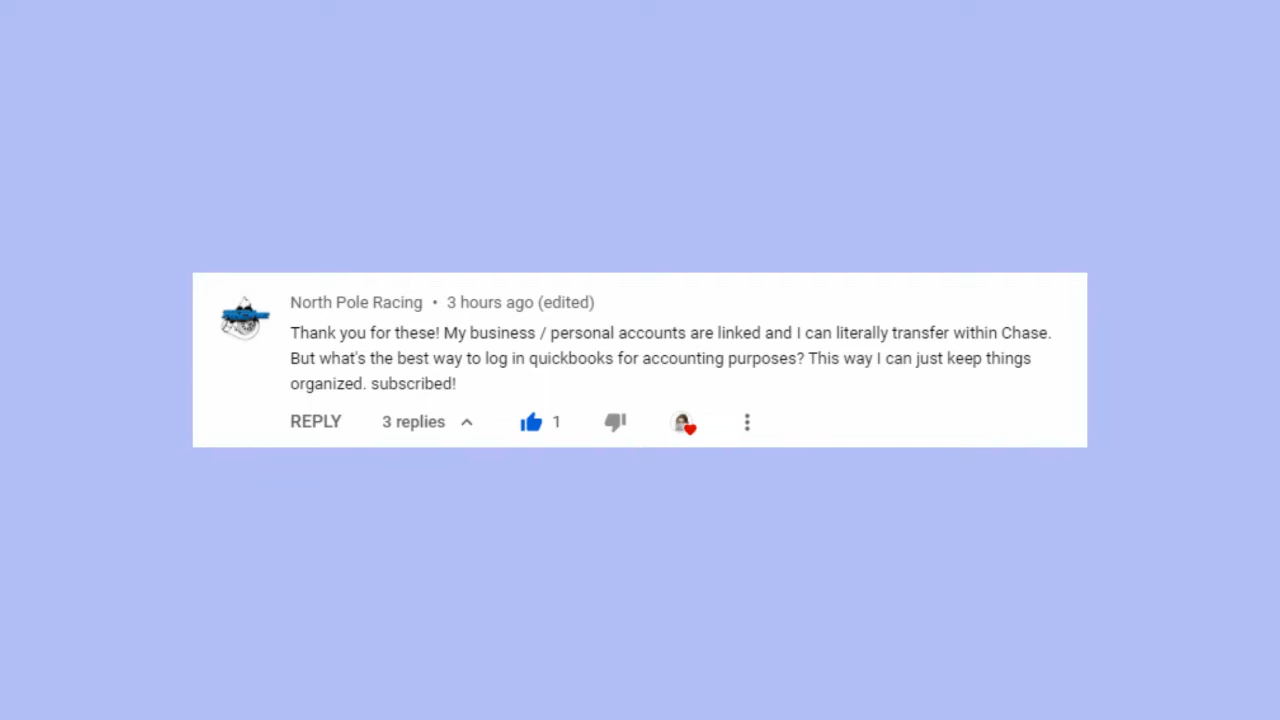 North Pole Racing • 3 hours ago (edited)
Thank you for these! My business / personal accounts are linked and I can literally transfer within Chase.
But what's the best way to log in quickbooks for accounting purposes? This way I can just keep things
organized. subscribed!
REPLY 3 replies 1